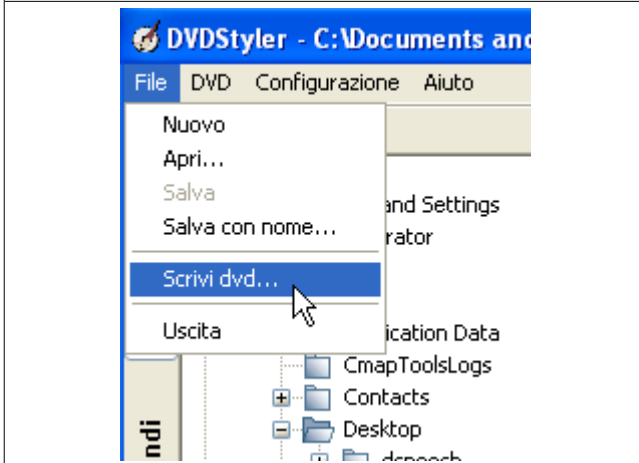 DVDStyler - C:\Documents and
File DVD Configurazione Aiuto
Nuovo
Apri...
Salva
and Settings
Salva con nome...
rator
Scrivi dvd...
Uscita
ication Data
CmapToolsLogs
Contacts
Desktop
ndi